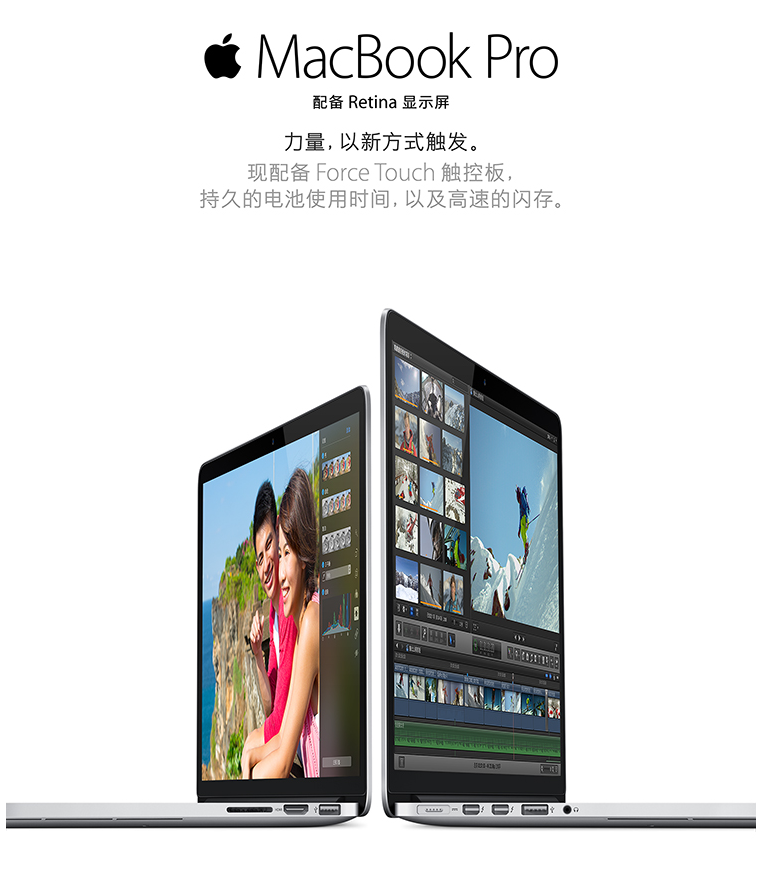 MacBook Pro
配备 Retina 显示屏
力量，以新方式触发。
现配备 Force Touch 触控板，
持久的电池使用时间，以及高速的闪存。